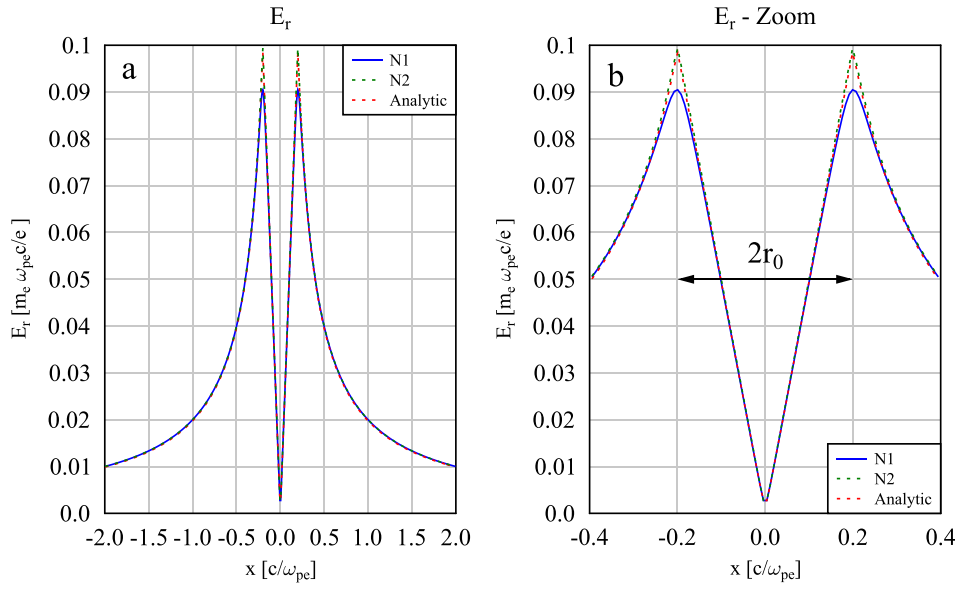 E_r
E_r - Zoom
a
N1
N2
Analytic
b
2r_0
N1
N2
Analytic
E_r [m_e ω_pe c/e ]
0.1
0.09
0.08
0.07
0.06
0.05
0.04
0.03
0.02
0.01
0.0
-2.0 -1.5 -1.0 -0.5 0.0 0.5 1.0 1.5 2.0
x [c/ω_pe]
E_r [m_e ω_pe c/e ]
0.1
0.09
0.08
0.07
0.06
0.05
0.04
0.03
0.02
0.01
0.0
-0.4 -0.2 0.0 0.2 0.4
x [c/ω_pe]